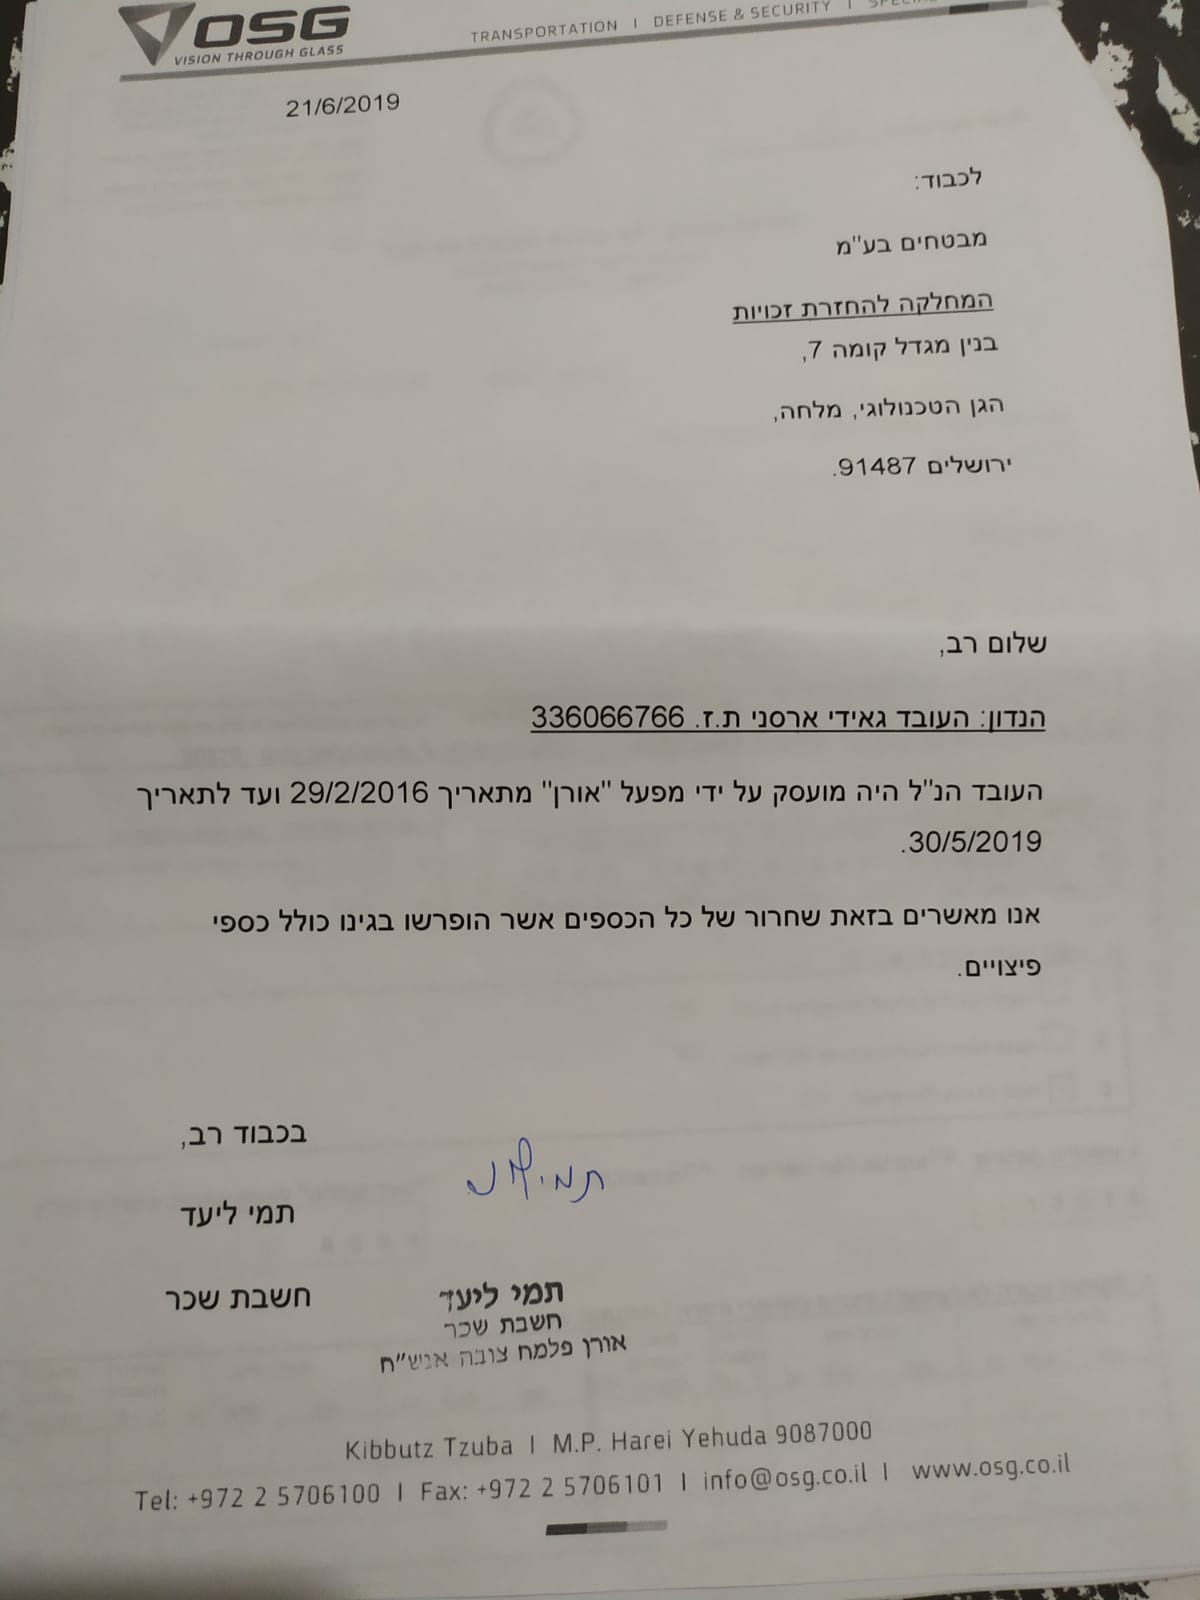 OSG
VISION THROUGH GLASS
TRANSPORTATION | DEFENSE & SECURITY |
21/6/2019
לכבוד:
מבטחים בע"מ
המחלקה להחזרת זכויות
בנין מגדל קומה 7,
הגן הטכנולוגי, מלחה,
ירושלים 91487.
שלום רב,
הנדון: העובד גאידי ארסני ת.ז. 336066766
העובד הנ"ל היה מועסק על ידי מפעל "אורן" מתאריך 29/2/2016 ועד לתאריך
30/5/2019.
אנו מאשרים בזאת שחרור של כל הכספים אשר הופרשו בגינו כולל כספי
פיצויים.
בכבוד רב,
תמי ליעד
חשבת שכר
תמי ליעד
חשבת שכר
אורן פלמח צובה אגש"ח
Kibbutz Tzuba | M.P. Harei Yehuda 9087000
Tel: +972 2 5706100 | Fax: +972 2 5706101 | info@osg.co.il | www.osg.co.il